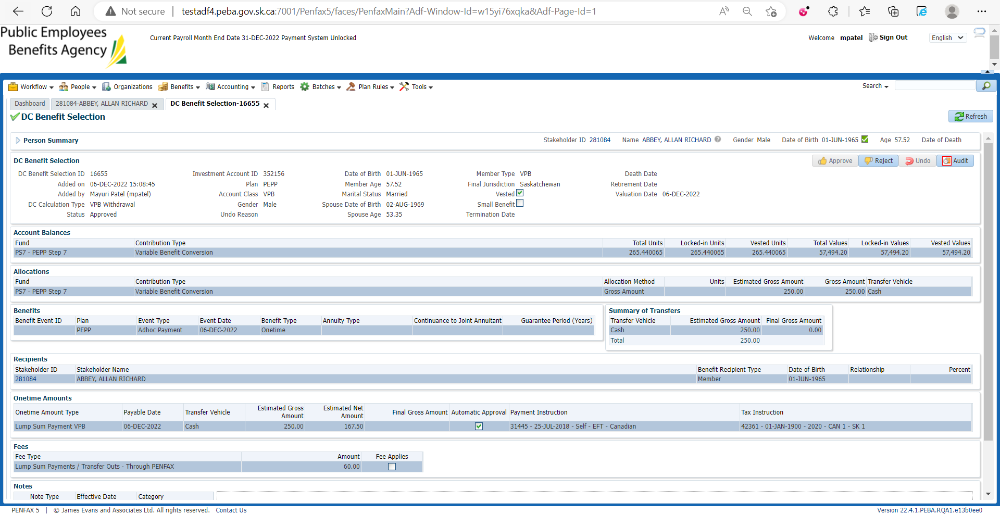 Not secure | testadf4.peba.gov.sk.ca:7001/Penfax5/faces/PenfaxMain?Adf-Window-Id=w15yi76xqka&Adf-Page-Id=1
Public Employees
Benefits Agency
Current Payroll Month End Date 31-DEC-2022 Payment System Unlocked
Welcome mpatel Sign Out English
Workflow People Organizations Benefits Accounting Reports Batches Plan Rules Tools Search
Dashboard 281084-ABBEY, ALLAN RICHARD DC Benefit Selection-16655
DC Benefit Selection Refresh
Person Summary Stakeholder ID 281084 Name ABBEY, ALLAN RICHARD Gender Male Date of Birth 01-JUN-1965 Age 57.52 Date of Death
DC Benefit Selection Approve Reject Undo Audit
DC Benefit Selection ID 16655 Investment Account ID 352156 Date of Birth 01-JUN-1965 Member Type VPB Death Date
Added on 06-DEC-2022 15:08:45 Plan PEPP Member Age 57.52 Final Jurisdiction Saskatchewan Retirement Date
Added by Mayuri Patel (mpatel) Account Class VPB Marital Status Married Vested Valuation Date 06-DEC-2022
DC Calculation Type VPB Withdrawal Gender Male Spouse Date of Birth 02-AUG-1969 Small Benefit
Status Approved Undo Reason Spouse Age 53.35 Termination Date
Account Balances
Fund Contribution Type Total Units Locked-in Units Vested Units Total Values Locked-in Values Vested Values
PS7 - PEPP Step 7 Variable Benefit Conversion 265.440065 265.440065 265.440065 57,494.20 57,494.20 57,494.20
Allocations
Fund Contribution Type Allocation Method Units Estimated Gross Amount Gross Amount Transfer Vehicle
PS7 - PEPP Step 7 Variable Benefit Conversion Gross Amount 250.00 250.00 Cash
Benefits Summary of Transfers
Benefit Event ID Plan Event Type Event Date Benefit Type Annuity Type Continuance to Joint Annuitant Guarantee Period (Years) Transfer Vehicle Estimated Gross Amount Final Gross Amount
PEPP Adhoc Payment 06-DEC-2022 Onetime Cash 250.00 0.00
Total 250.00
Recipients
Stakeholder ID Stakeholder Name Benefit Recipient Type Date of Birth Relationship Percent
281084 ABBEY, ALLAN RICHARD Member 01-JUN-1965
Onetime Amounts
Onetime Amount Type Payable Date Transfer Vehicle Estimated Gross Amount Estimated Net Amount Final Gross Amount Automatic Approval Payment Instruction Tax Instruction
Lump Sum Payment VPB 06-DEC-2022 Cash 250.00 167.50 31445 - 25-JUL-2018 - Self - EFT - Canadian 42361 - 01-JAN-1900 - 2020 - CAN 1 - SK 1
Fees
Fee Type Amount Fee Applies
Lump Sum Payments / Transfer Outs - Through PENFAX 60.00
Notes
Note Type Effective Date Category
PENFAX 5 | © James Evans and Associates Ltd. All rights reserved. Contact Us Version 22.4.1.PEBA.RQA1.e13b0ee0